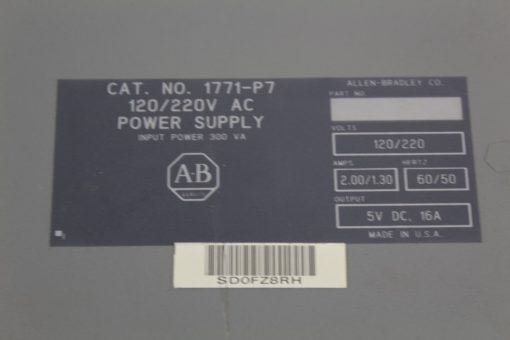 CAT. NO. 1771-P7
120/220V AC
POWER SUPPLY
INPUT POWER 300 VA
A-B
QUALITY
ALLEN-BRADLEY CO.
PART NO.
VOLTS
120/220
AMPS
HERTZ
2.00/1.30
60/50
OUTPUT
5V DC, 16A
MADE IN U.S.A.
SD0FZ8RH